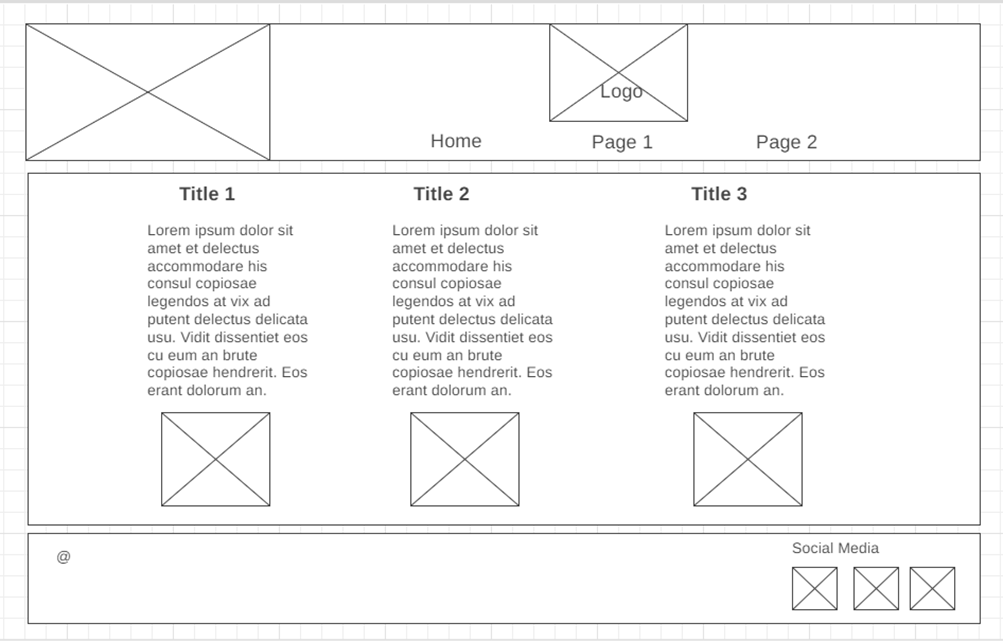 Logo
Home
Page 1
Page 2
Title 1
Lorem ipsum dolor sit
amet et delectus
accommodare his
consul copiosae
legendos at vix ad
putent delectus delicata
usu. Vidit dissentiet eos
cu eum an brute
copiosae hendrerit. Eos
erant dolorum an.
Title 2
Lorem ipsum dolor sit
amet et delectus
accommodare his
consul copiosae
legendos at vix ad
putent delectus delicata
usu. Vidit dissentiet eos
cu eum an brute
copiosae hendrerit. Eos
erant dolorum an.
Title 3
Lorem ipsum dolor sit
amet et delectus
accommodare his
consul copiosae
legendos at vix ad
putent delectus delicata
usu. Vidit dissentiet eos
cu eum an brute
copiosae hendrerit. Eos
erant dolorum an.
@
Social Media